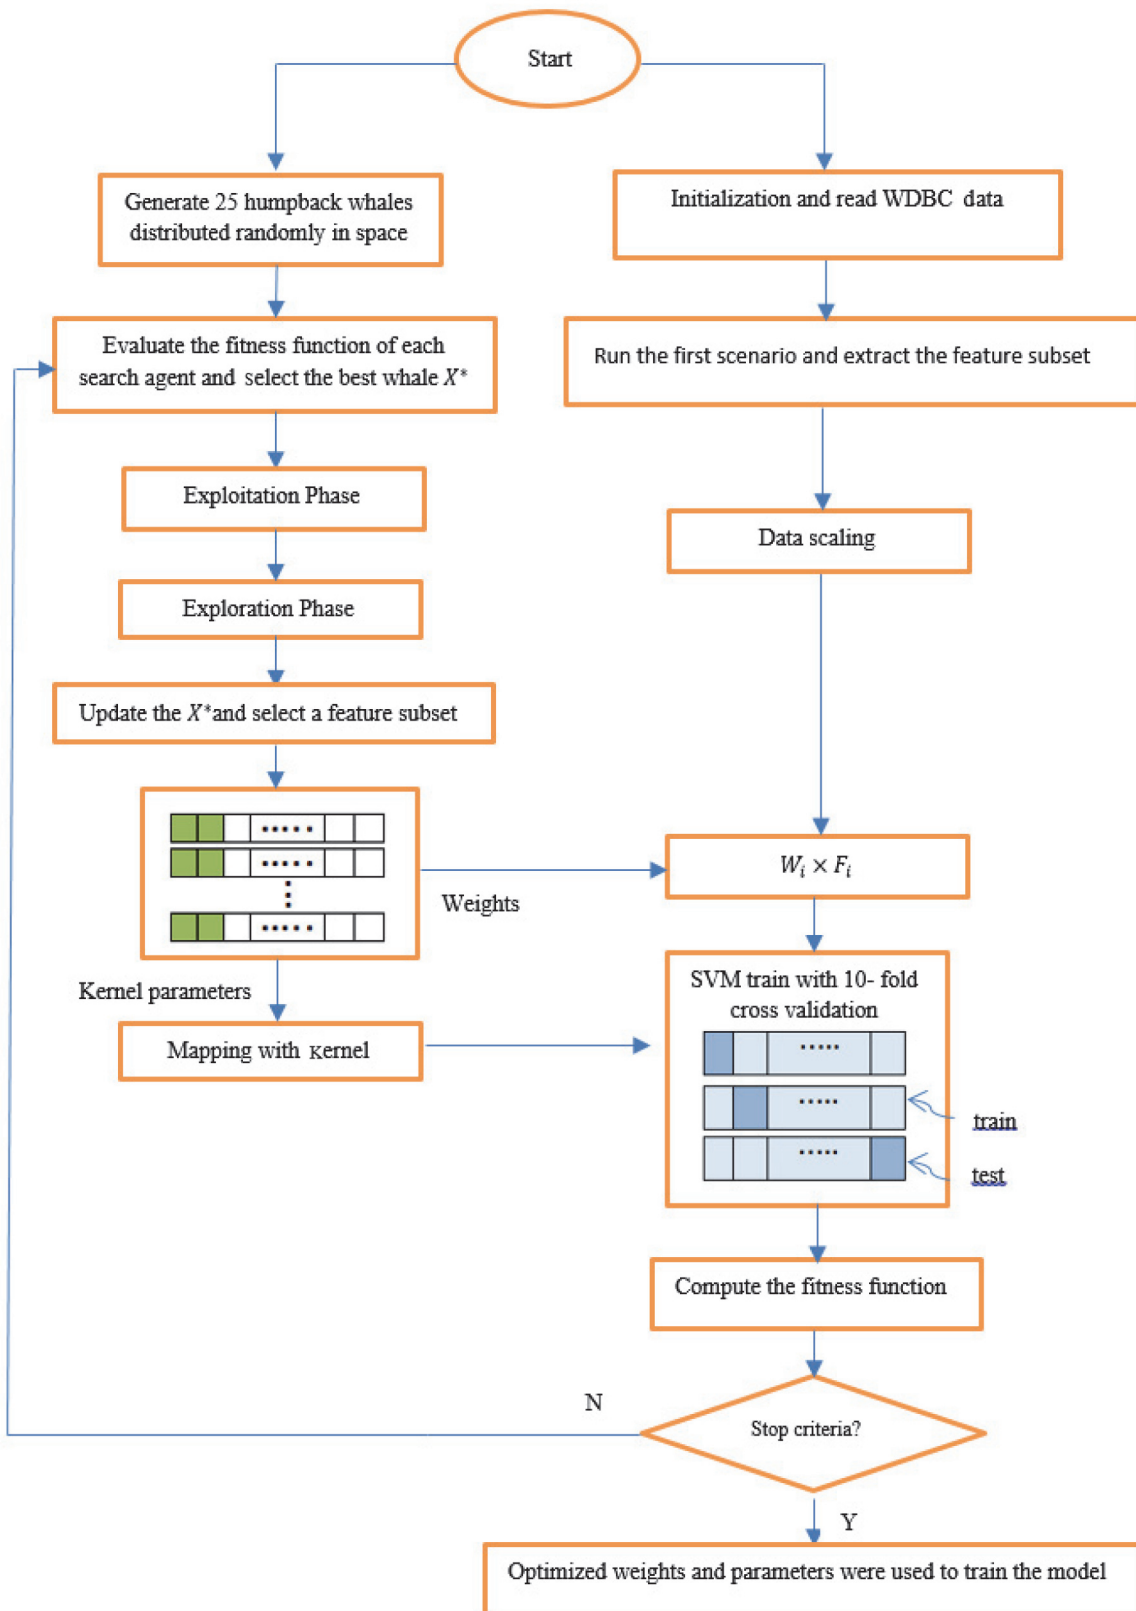 Start
Generate 25 humpback whales
distributed randomly in space
Initialization and read WDBC data
Evaluate the fitness function of each
search agent and select the best whale X*
Run the first scenario and extract the feature subset
Exploitation Phase
Data scaling
Exploration Phase
Update the X*and select a feature subset
•••••
•••••
•••••
Weights
W_i × F_i
Kernel parameters
Mapping with Kernel
SVM train with 10- fold
cross validation
•••••
•••••
•••••
train
test
Compute the fitness function
N
Stop criteria?
Y
Optimized weights and parameters were used to train the model